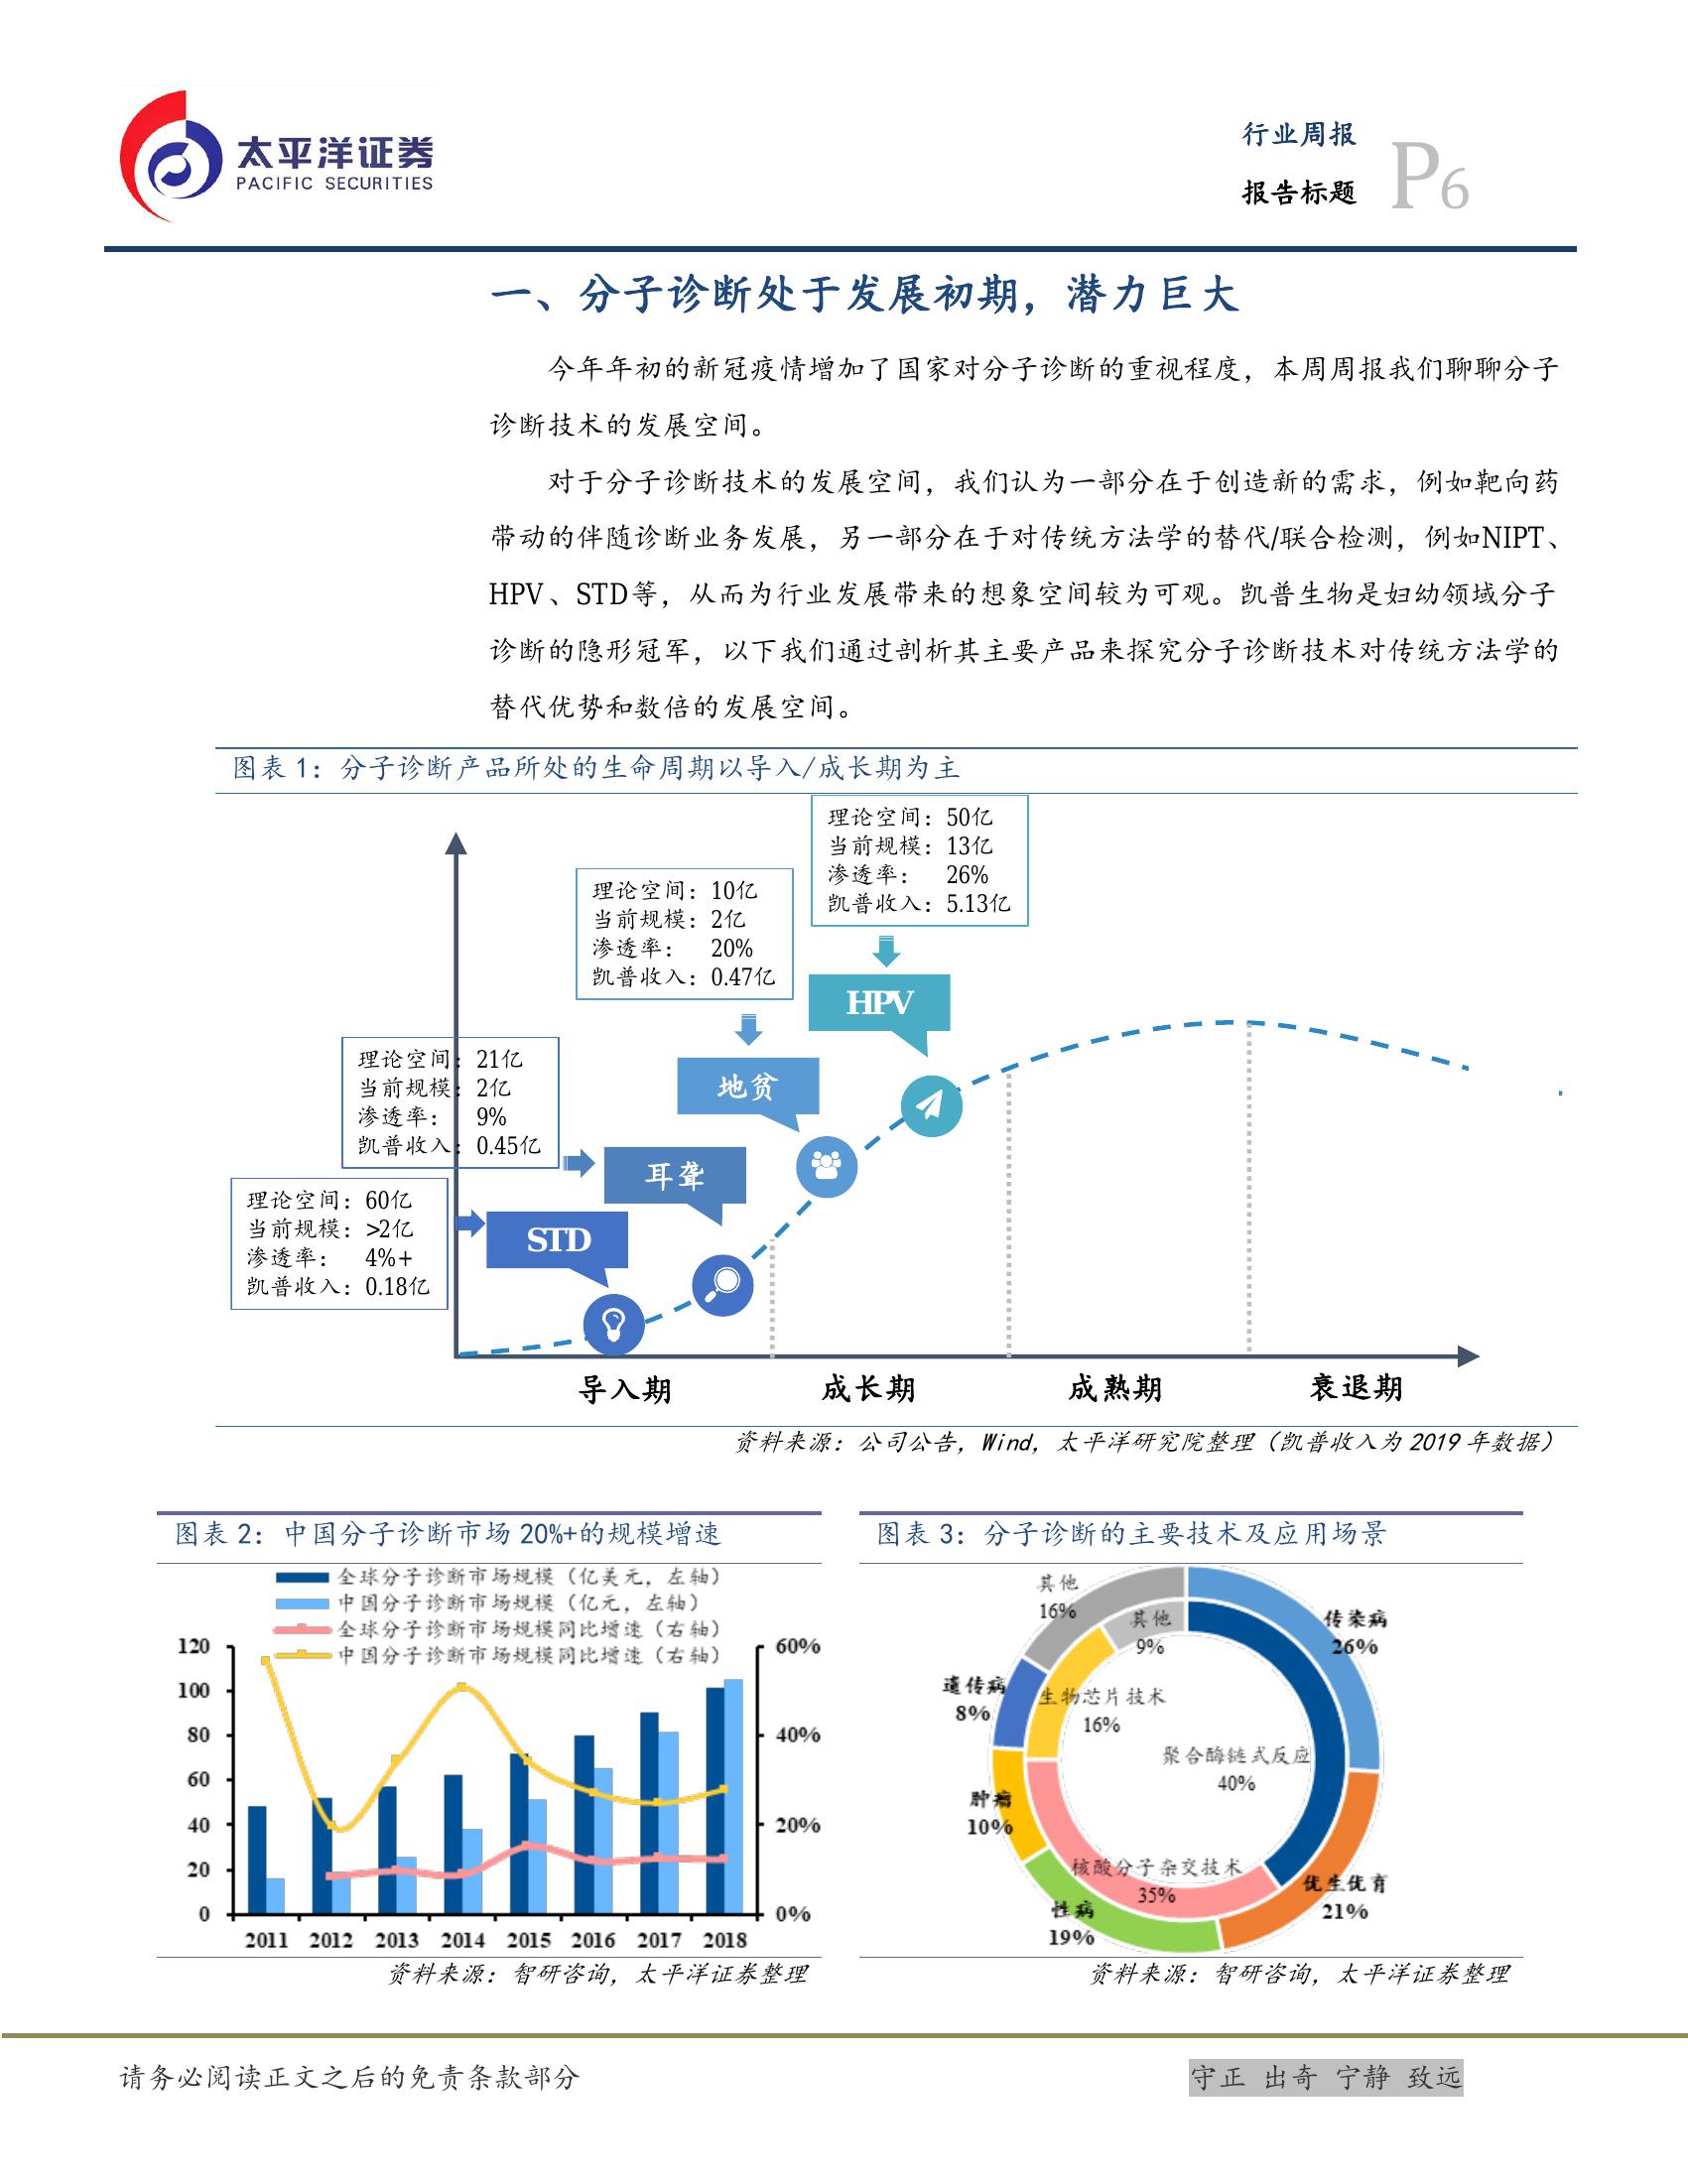 太平洋证券
PACIFIC SECURITIES
行业周报
报告标题
P6
一、分子诊断处于发展初期，潜力巨大
今年年初的新冠疫情增加了国家对分子诊断的重视程度，本周周报我们聊聊分子
诊断技术的发展空间。
对于分子诊断技术的发展空间，我们认为一部分在于创造新的需求，例如靶向药
带动的伴随诊断业务发展，另一部分在于对传统方法学的替代/联合检测，例如NIPT、
HPV、STD等，从而为行业发展带来的想象空间较为可观。凯普生物是妇幼领域分子
诊断的隐形冠军，以下我们通过剖析其主要产品来探究分子诊断技术对传统方法学的
替代优势和数倍的发展空间。
图表 1：分子诊断产品所处的生命周期以导入/成长期为主
理论空间：50亿
当前规模：13亿
渗透率： 26%
凯普收入：5.13亿
HPV
理论空间：10亿
当前规模：2亿
渗透率： 20%
凯普收入：0.47亿
地贫
理论空间：21亿
当前规模：2亿
渗透率： 9%
凯普收入：0.45亿
耳聋
理论空间：60亿
当前规模：>2亿
渗透率： 4%+
凯普收入：0.18亿
STD
导入期 成长期 成熟期 衰退期
资料来源：公司公告，Wind，太平洋研究院整理（凯普收入为 2019 年数据）
图表 2：中国分子诊断市场 20%+的规模增速
全球分子诊断市场规模（亿美元，左轴）
中国分子诊断市场规模（亿元，左轴）
全球分子诊断市场规模同比增速（右轴）
中国分子诊断市场规模同比增速（右轴）
120 60%
100
80 40%
60
40 20%
20
0 0%
2011 2012 2013 2014 2015 2016 2017 2018
资料来源：智研咨询，太平洋证券整理
图表 3：分子诊断的主要技术及应用场景
其他
16%
其他
9%
传染病
26%
遗传病
8%
生物芯片技术
16%
聚合酶链式反应
40%
肿瘤
10%
核酸分子杂交技术
35%
优生优育
21%
性病
19%
资料来源：智研咨询，太平洋证券整理
请务必阅读正文之后的免责条款部分
守正 出奇 宁静 致远